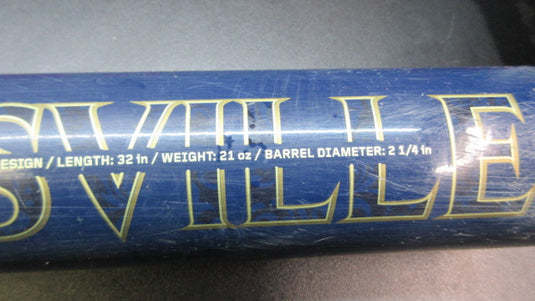 SVILLE
ESIGN / LENGTH: 32 in / WEIGHT: 21 oz / BARREL DIAMETER: 2 1/4 in